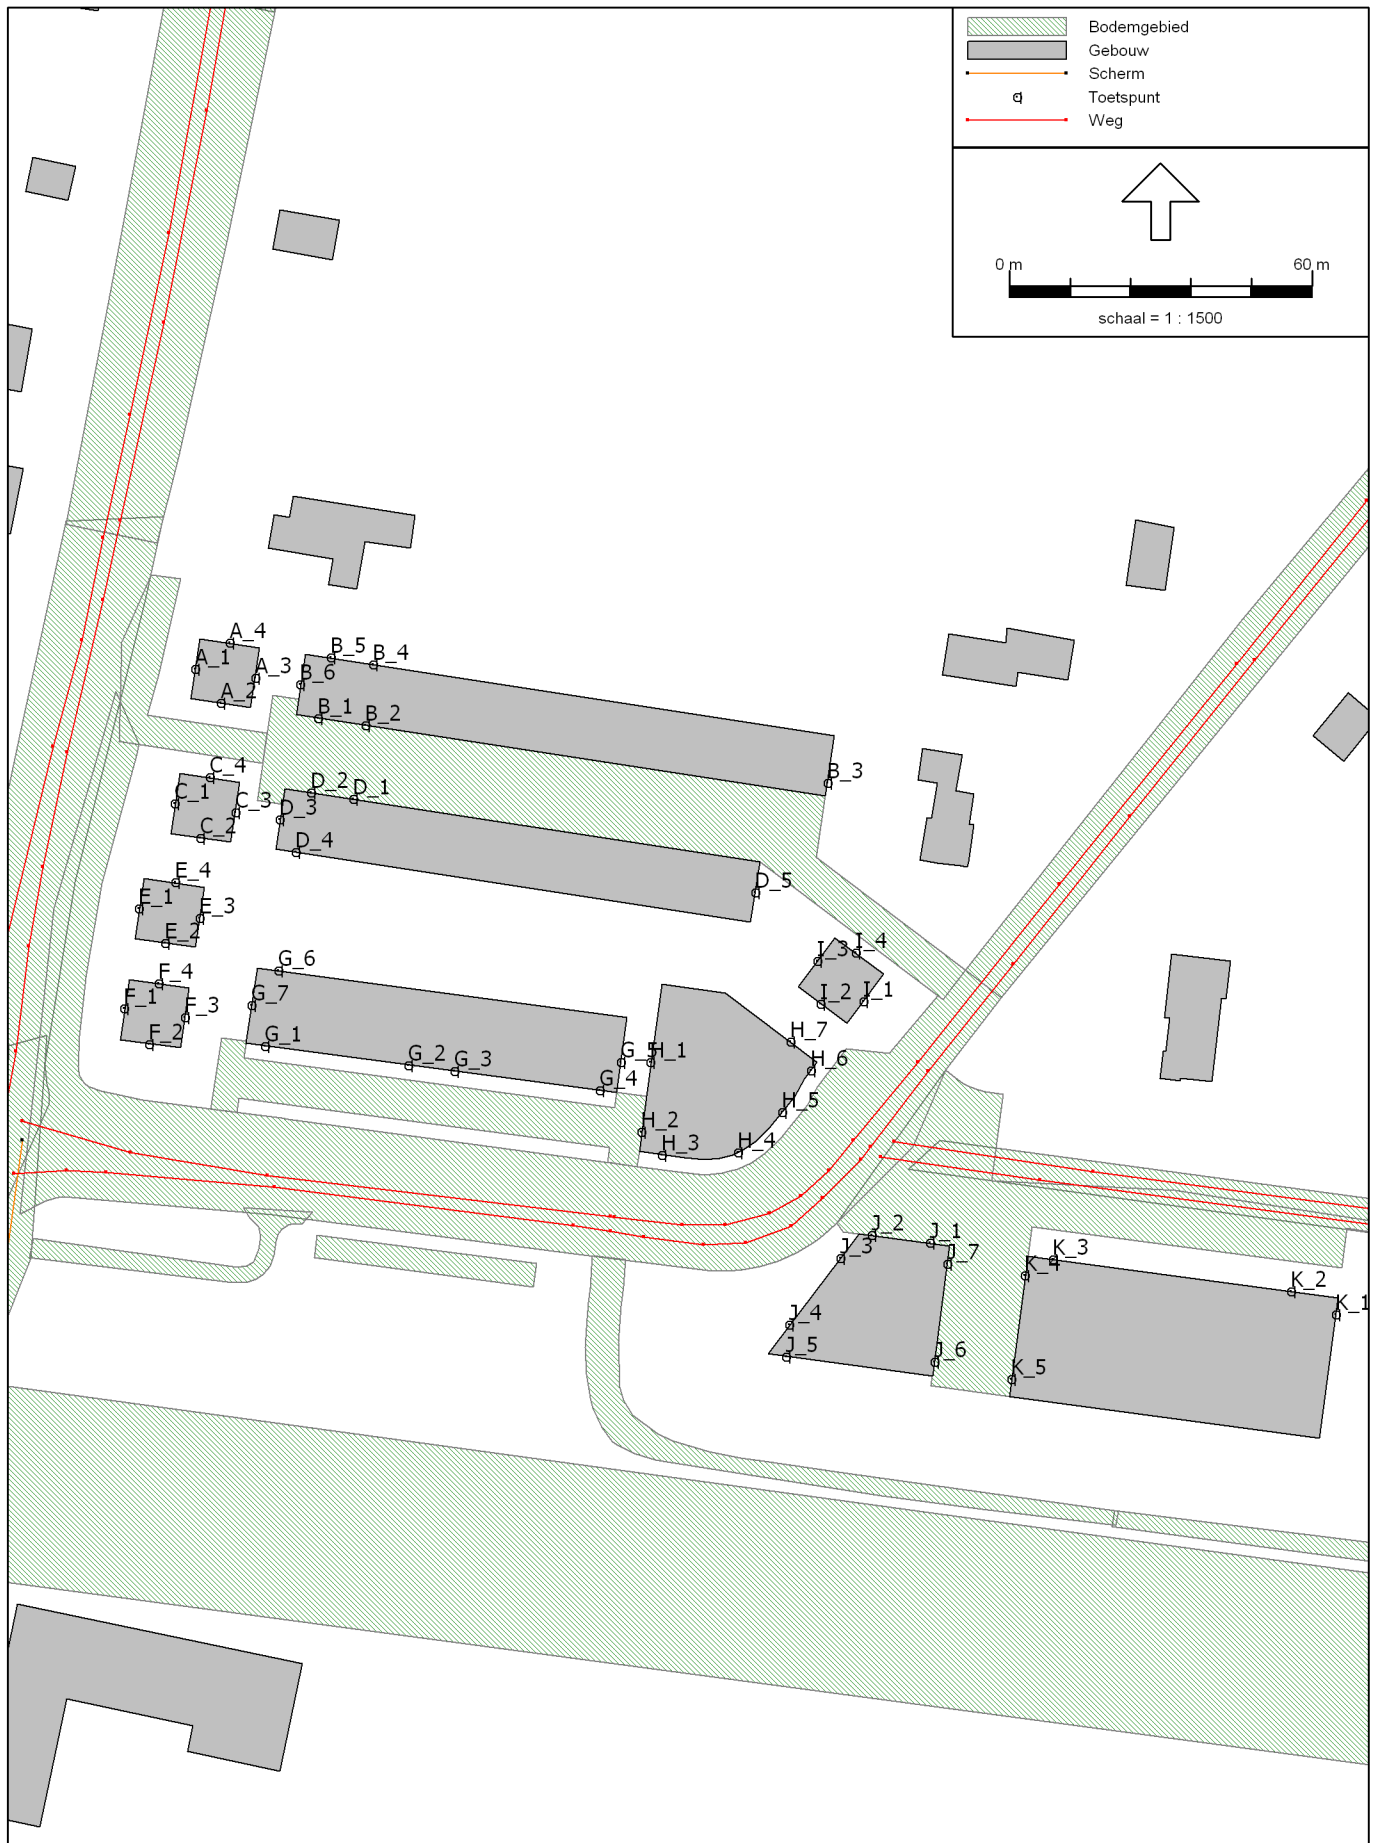 Bodemgebied
Gebouw
Scherm
Toetspunt
Weg
0 m 60 m
schaal = 1 : 1500
A_4
A_1
A_3
A_2
B_5
B_4
B_6
B_1
B_2
B_3
C_4
C_1
C_3
C_2
D_2
D_1
D_3
D_4
D_5
E_4
E_1
E_3
E_2
F_4
F_1
F_3
F_2
G_6
G_7
G_1
G_2
G_3
G_5
G_4
I_4
I_3
I_2
I_1
H_7
H_1
H_6
H_5
H_2
H_3
H_4
J_2
J_1
J_3
J_7
J_4
J_5
J_6
K_3
K_4
K_2
K_1
K_5